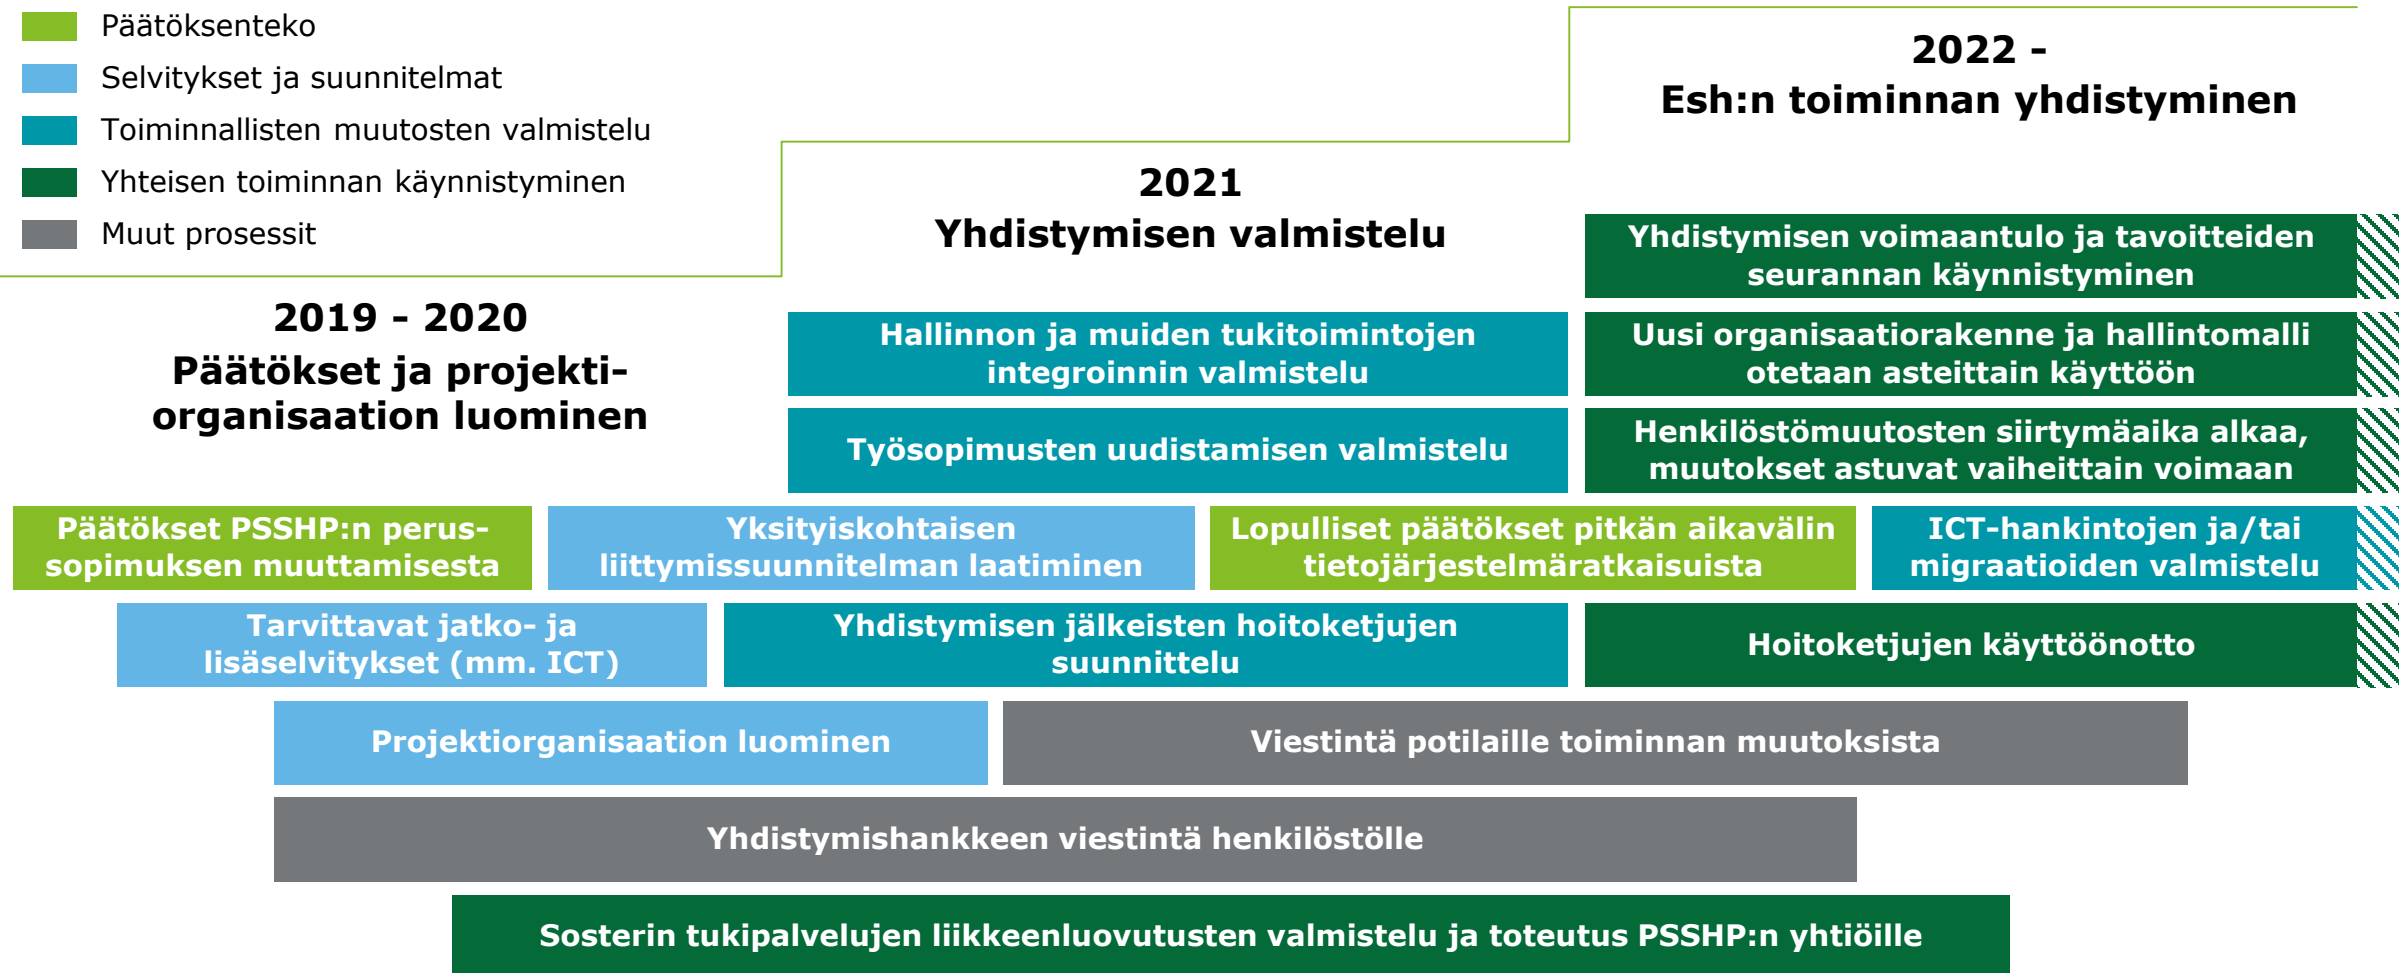 Päätöksenteko
Selvitykset ja suunnitelmat
Toiminnallisten muutosten valmistelu
Yhteisen toiminnan käynnistyminen
Muut prosessit
2019 - 2020
Päätökset ja projekti-
organisaation luominen
2021
Yhdistymisen valmistelu
2022 -
Esh:n toiminnan yhdistyminen
Yhdistymisen voimaantulo ja tavoitteiden
seurannan käynnistyminen
Hallinnon ja muiden tukitoimintojen
integroinnin valmistelu
Uusi organisaatiorakenne ja hallintomalli
otetaan asteittain käyttöön
Työsopimusten uudistamisen valmistelu
Henkilöstömuutosten siirtymäaika alkaa,
muutokset astuvat vaiheittain voimaan
Päätökset PSSHP:n perus-
sopimuksen muuttamisesta
Yksityiskohtaisen
liittymissuunnitelman laatiminen
Lopulliset päätökset pitkän aikavälin
tietojärjestelmäratkaisuista
ICT-hankintojen ja/tai
migraatioiden valmistelu
Tarvittavat jatko- ja
lisäselvitykset (mm. ICT)
Yhdistymisen jälkeisten hoitoketjujen
suunnittelu
Hoitoketjujen käyttöönotto
Projektiorganisaation luominen
Viestintä potilaille toiminnan muutoksista
Yhdistymishankkeen viestintä henkilöstölle
Sosterin tukipalvelujen liikkeenluovutusten valmistelu ja toteutus PSSHP:n yhtiöille